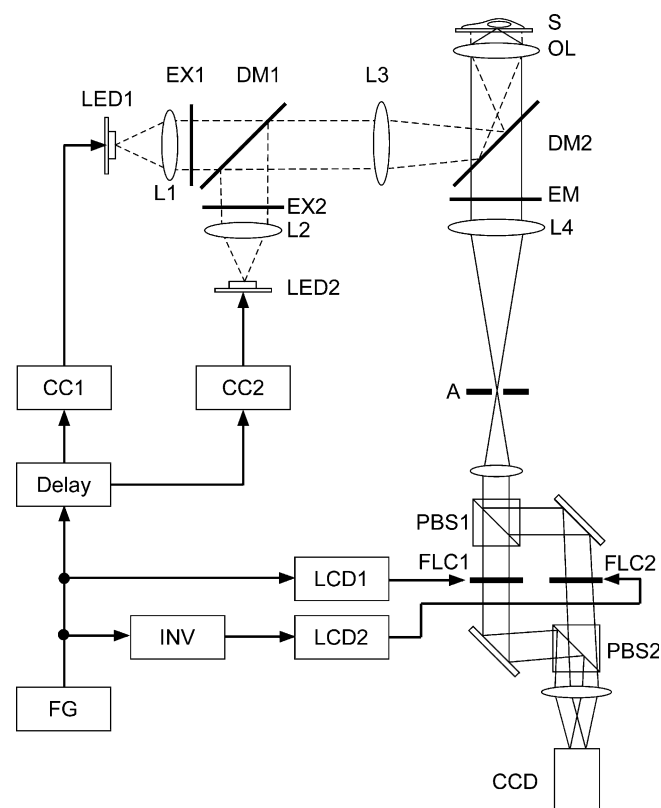 S
OL
EX1
DM1
L3
LED1
DM2
L1
EM
EX2
L2
L4
LED2
CC1
CC2
A
Delay
PBS1
FLC1
FLC2
LCD1
INV
LCD2
PBS2
FG
CCD